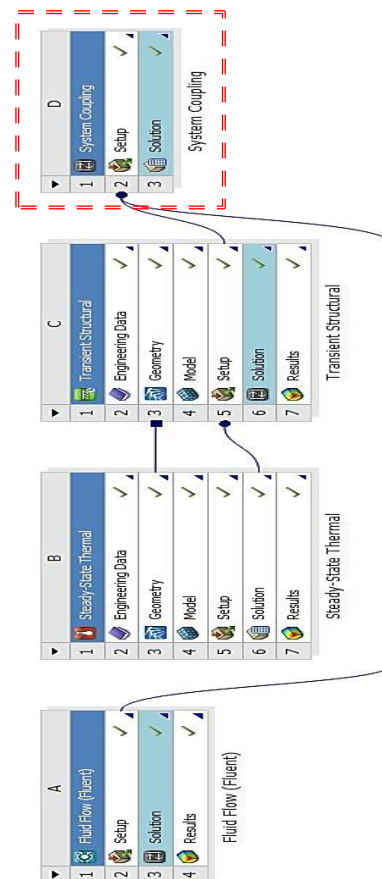 A
1 Fluid Flow (Fluent)
2 Setup
3 Solution
4 Results
Fluid Flow (Fluent)
B
1 Steady-State Thermal
2 Engineering Data
3 Geometry
4 Model
5 Setup
6 Solution
7 Results
Steady-State Thermal
C
1 Transient Structural
2 Engineering Data
3 Geometry
4 Model
5 Setup
6 Solution
7 Results
Transient Structural
D
1 System Coupling
2 Setup
3 Solution
System Coupling